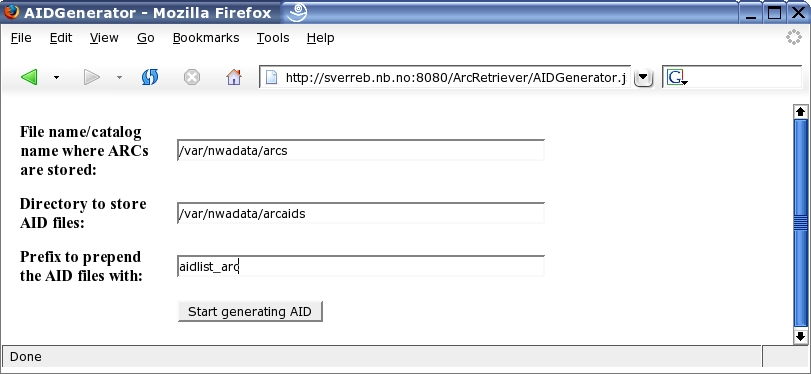 AIDGenerator - Mozilla Firefox
File Edit View Go Bookmarks Tools Help
http://sverreb.nb.no:8080/ArcRetriever/AIDGenerator.j
G
File name/catalog
name where ARCs
are stored:
/var/nwadata/arcs
Directory to store
AID files:
/var/nwadata/arcaids
Prefix to prepend
the AID files with:
aidlist_arc
Start generating AID
Done